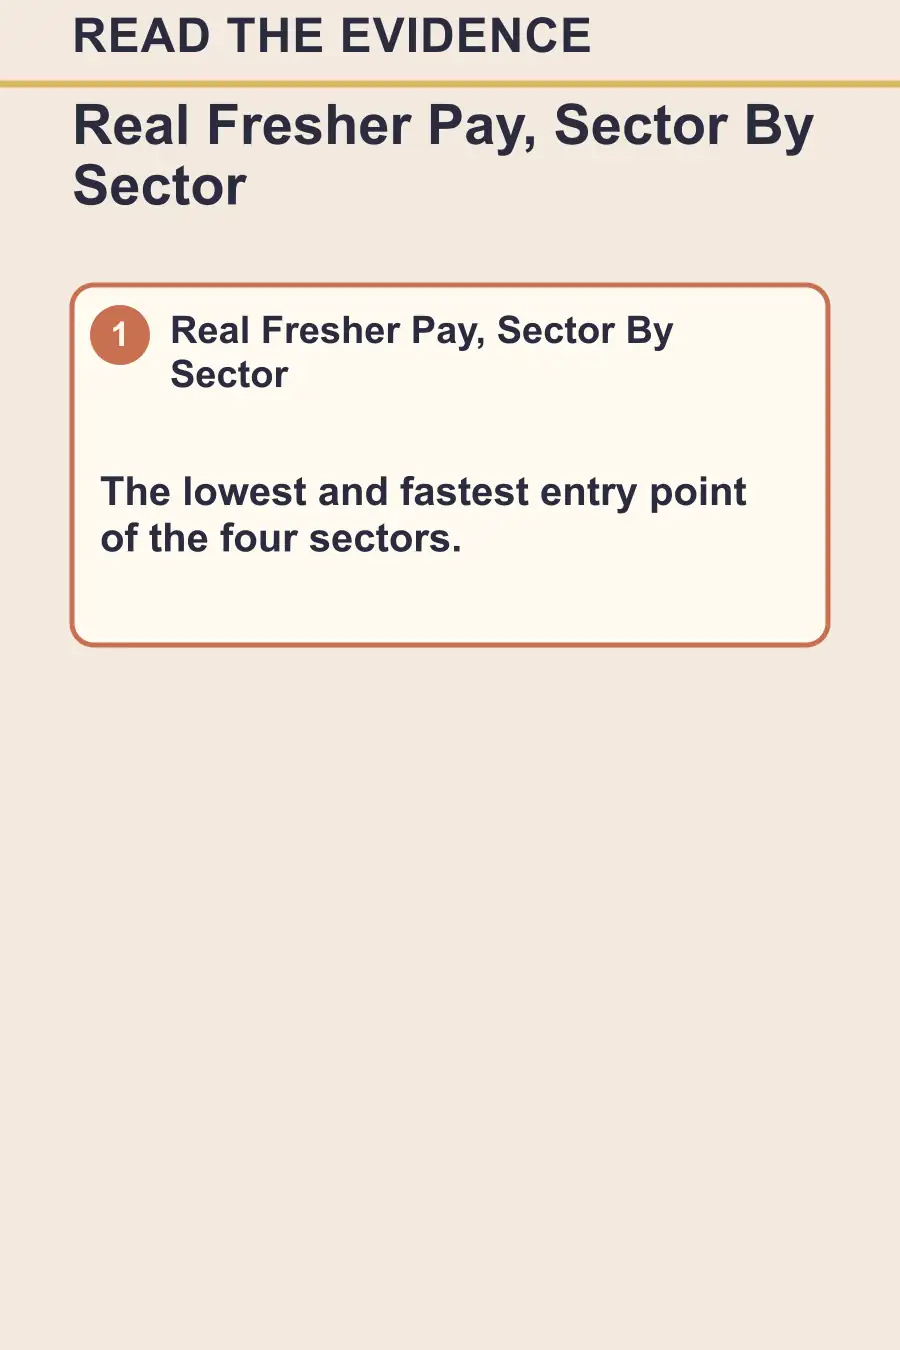 READ THE EVIDENCE
Real Fresher Pay, Sector By
Sector
1
Real Fresher Pay, Sector By
Sector
The lowest and fastest entry point
of the four sectors.